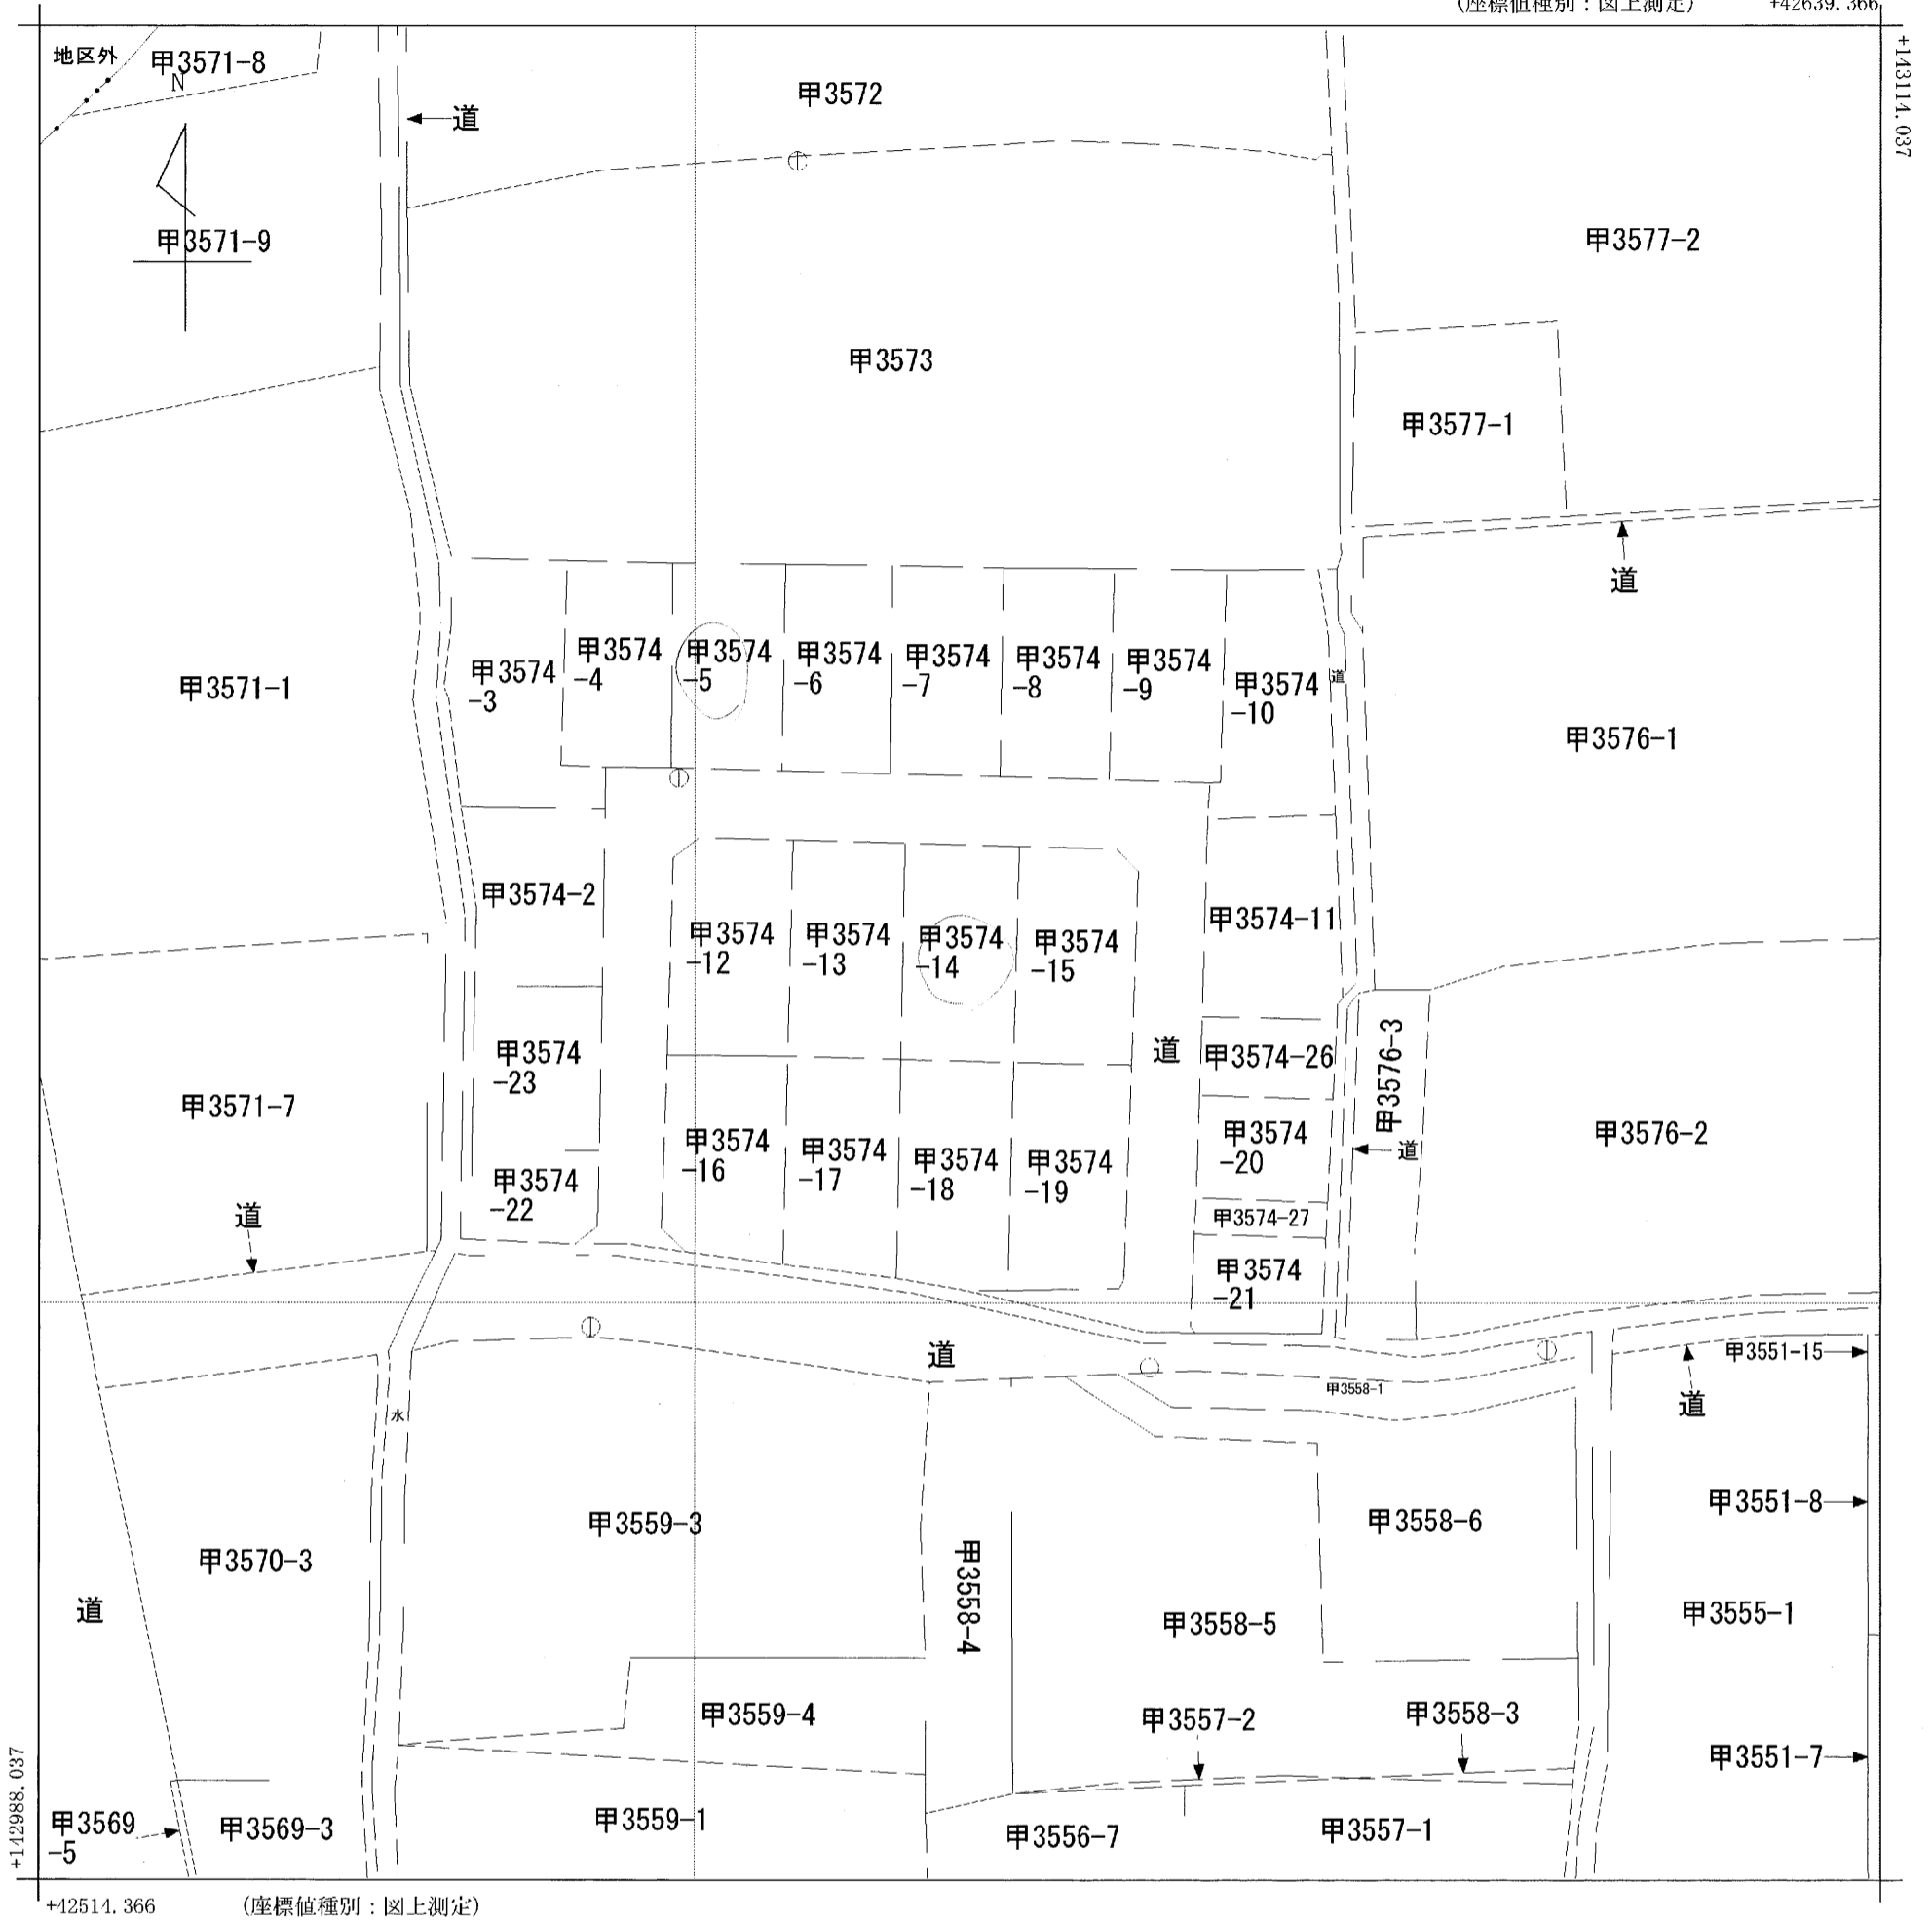 (座標値種別：図上測定) +42639.366
+143114.037
地区外
甲3571-8
N
道
甲3572
甲3571-9
甲3577-2
甲3573
甲3577-1
道
甲3571-1
甲3574
-3
甲3574
-4
甲3574
-5
甲3574
-6
甲3574
-7
甲3574
-8
甲3574
-9
甲3574
-10
道
甲3576-1
甲3574-2
甲3574
-12
甲3574
-13
甲3574
-14
甲3574
-15
甲3574-11
甲3574
-23
道
甲3574-26
甲3576-3
甲3571-7
甲3574
-16
甲3574
-17
甲3574
-18
甲3574
-19
甲3574
-20
道
甲3576-2
甲3574
-22
道
甲3574-27
甲3574
-21
道
甲3551-15
甲3558-1
道
水
甲3551-8
甲3559-3
甲3558-6
甲3570-3
甲3558-4
道
甲3558-5
甲3555-1
甲3559-4
甲3557-2
甲3558-3
甲3551-7
甲3569
-5
甲3569-3
甲3559-1
甲3556-7
甲3557-1
+142988.037
+42514.366 (座標値種別：図上測定)